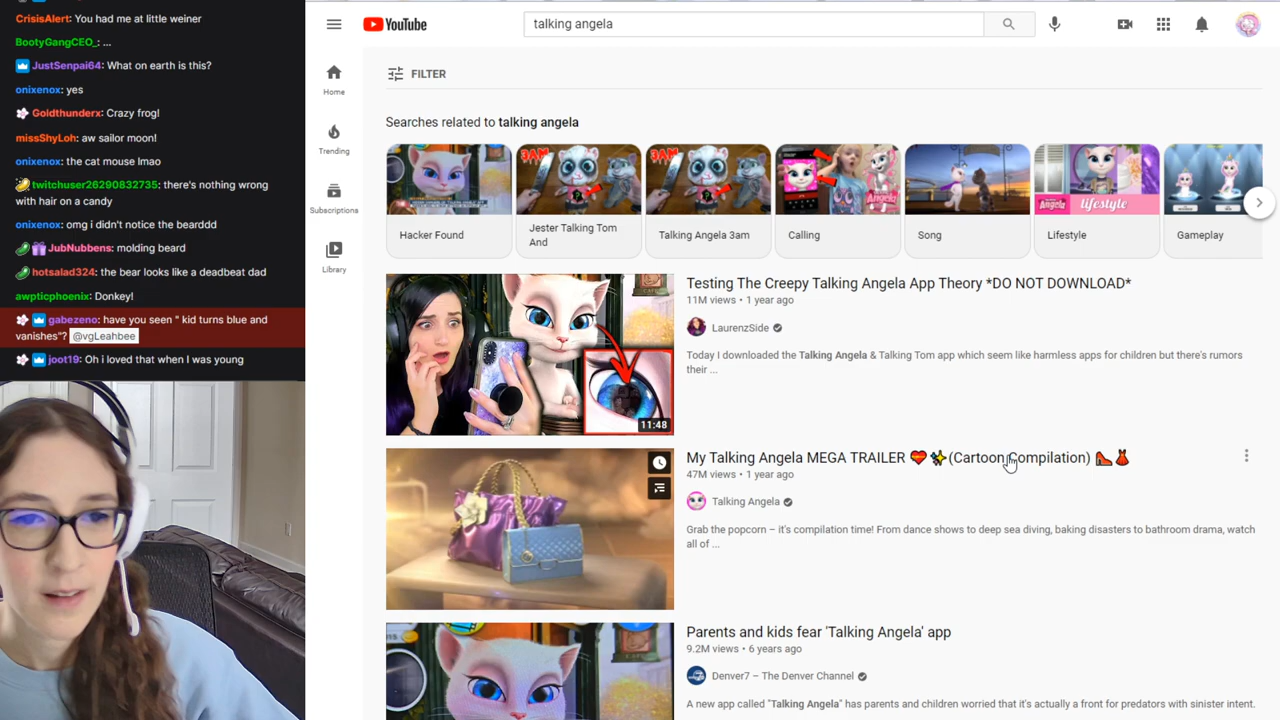 CrisisAlert: You had me at little weiner
BootyGangCEO_: ...
JustSenpai64: What on earth is this?
onixenox: yes
Goldthunderx: Crazy frog!
missShyLoh: aw sailor moon!
onixenox: the cat mouse lmao
twitchuser26290832735: there's nothing wrong
with hair on a candy
onixenox: omg i didn't notice the bearddd
JubNubbens: molding beard
hotsalad324: the bear looks like a deadbeat dad
awpticphoenix: Donkey!
gabezeno: have you seen " kid turns blue and
vanishes"? @vgLeahbee
joot19: Oh i loved that when I was young
YouTube
talking angela
Home
Trending
Subscriptions
Library
FILTER
Searches related to talking angela
3AM
3AM
Angela
lifestyle
Hacker Found
Jester Talking Tom
And
Talking Angela 3am
Calling
Song
Lifestyle
Gameplay
11:48
Testing The Creepy Talking Angela App Theory *DO NOT DOWNLOAD*
11M views • 1 year ago
LaurenzSide
Today I downloaded the Talking Angela & Talking Tom app which seem like harmless apps for children but there's rumors
their ...
My Talking Angela MEGA TRAILER ❤️✨(Cartoon Compilation) 👠👗
47M views • 1 year ago
Talking Angela
Grab the popcorn – it's compilation time! From dance shows to deep sea diving, baking disasters to bathroom drama, watch
all of ...
Parents and kids fear 'Talking Angela' app
9.2M views • 6 years ago
Denver7 – The Denver Channel
A new app called "Talking Angela" has parents and children worried that it's actually a front for predators with sinister intent.